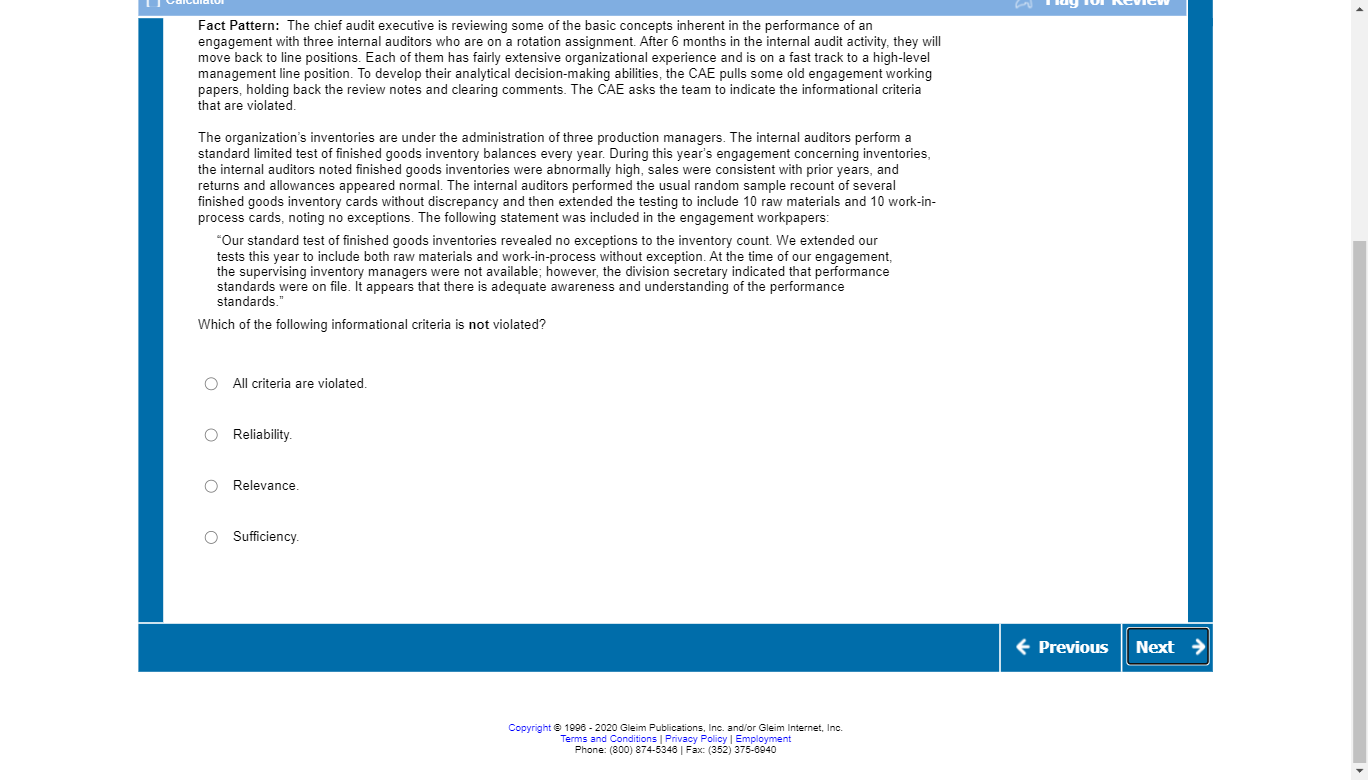 Calculator
Flag for Review
Fact Pattern: The chief audit executive is reviewing some of the basic concepts inherent in the performance of an
engagement with three internal auditors who are on a rotation assignment. After 6 months in the internal audit activity, they will
move back to line positions. Each of them has fairly extensive organizational experience and is on a fast track to a high-level
management line position. To develop their analytical decision-making abilities, the CAE pulls some old engagement working
papers, holding back the review notes and clearing comments. The CAE asks the team to indicate the informational criteria
that are violated.
The organization’s inventories are under the administration of three production managers. The internal auditors perform a
standard limited test of finished goods inventory balances every year. During this year’s engagement concerning inventories,
the internal auditors noted finished goods inventories were abnormally high, sales were consistent with prior years, and
returns and allowances appeared normal. The internal auditors performed the usual random sample recount of several
finished goods inventory cards without discrepancy and then extended the testing to include 10 raw materials and 10 work-in-
process cards, noting no exceptions. The following statement was included in the engagement workpapers:
“Our standard test of finished goods inventories revealed no exceptions to the inventory count. We extended our
tests this year to include both raw materials and work-in-process without exception. At the time of our engagement,
the supervising inventory managers were not available; however, the division secretary indicated that performance
standards were on file. It appears that there is adequate awareness and understanding of the performance
standards.”
Which of the following informational criteria is not violated?
All criteria are violated.
Reliability.
Relevance.
Sufficiency.
Previous
Next
Copyright © 1996 - 2020 Gleim Publications, Inc. and/or Gleim Internet, Inc.
Terms and Conditions | Privacy Policy | Employment
Phone: (800) 874-5346 | Fax: (352) 375-6940